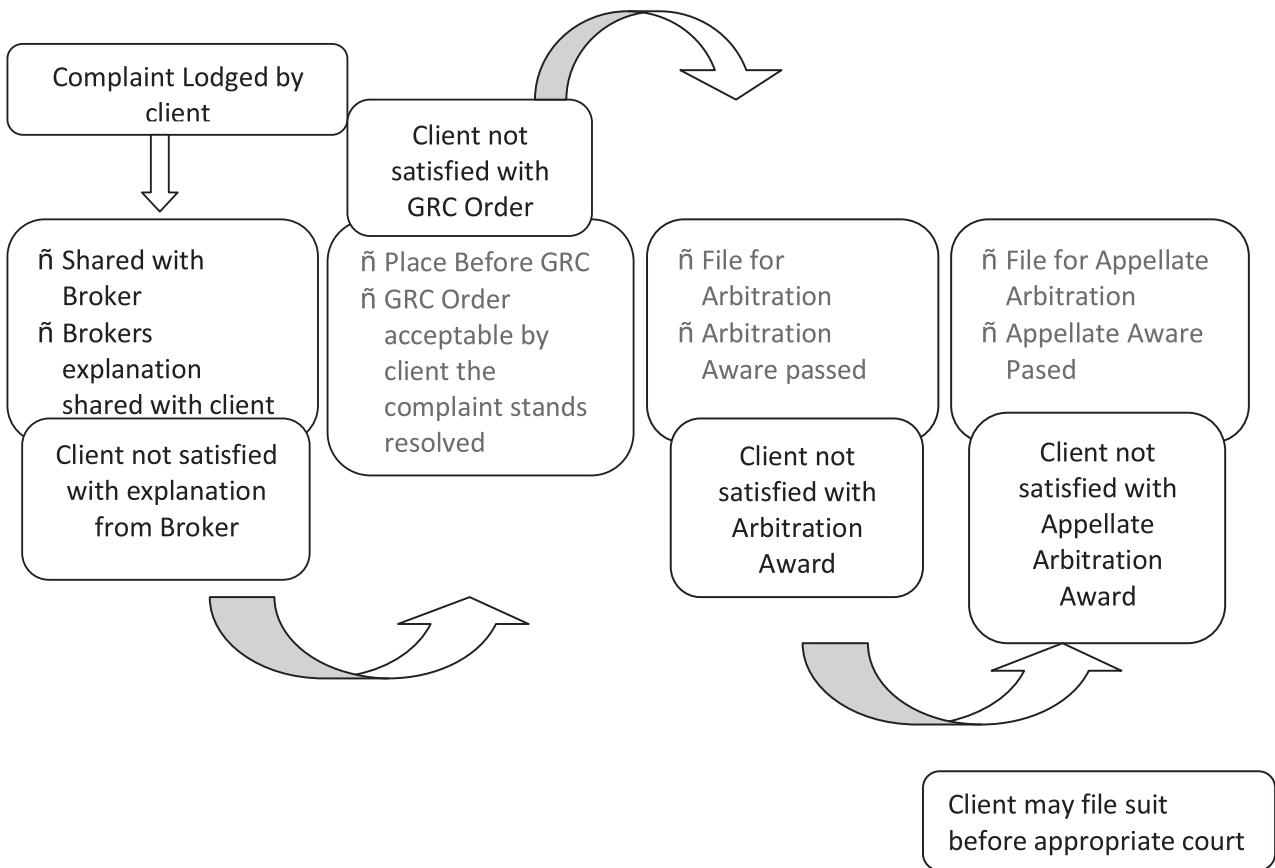 Complaint Lodged by
client
ñ Shared with
Broker
ñ Brokers
explanation
shared with client
Client not satisfied
with explanation
from Broker
Client not
satisfied with
GRC Order
ñ Place Before GRC
ñ GRC Order
acceptable by
client the
complaint stands
resolved
ñ File for
Arbitration
ñ Arbitration
Aware passed
Client not
satisfied with
Arbitration
Award
ñ File for Appellate
Arbitration
ñ Appellate Aware
Pased
Client not
satisfied with
Appellate
Arbitration
Award
Client may file suit
before appropriate court